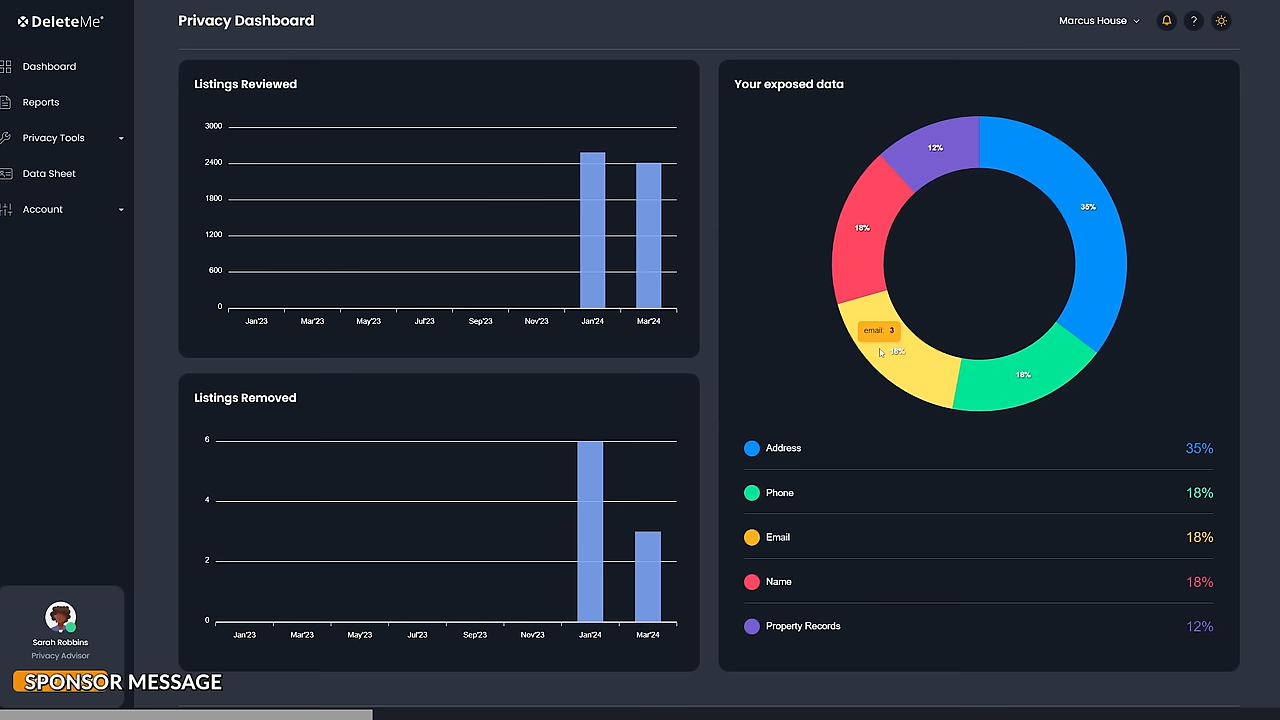 DeleteMe
Privacy Dashboard
Marcus House
?
Dashboard
Reports
Privacy Tools
Data Sheet
Account
Listings Reviewed
3000
2400
1800
1200
600
0
Jan'23 Mar'23 May'23 Jul'23 Sep'23 Nov'23 Jan'24 Mar'24
Listings Removed
6
4
2
0
Jan'23 Mar'23 May'23 Jul'23 Sep'23 Nov'23 Jan'24 Mar'24
Your exposed data
12%
35%
18%
email: 3
18%
18%
Address 35%
Phone 18%
Email 18%
Name 18%
Property Records 12%
Sarah Robbins
Privacy Advisor
SPONSOR MESSAGE